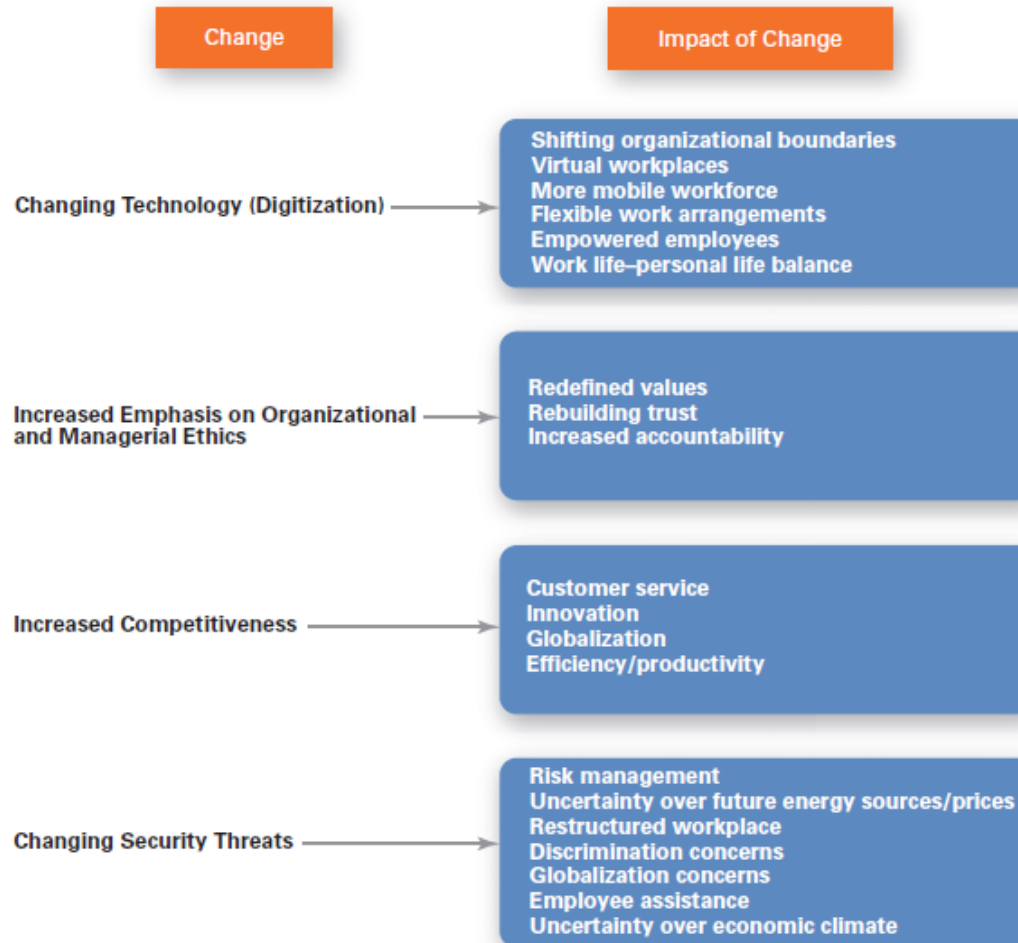 Change
Impact of Change
Changing Technology (Digitization)
Shifting organizational boundaries
Virtual workplaces
More mobile workforce
Flexible work arrangements
Empowered employees
Work life–personal life balance
Increased Emphasis on Organizational
and Managerial Ethics
Redefined values
Rebuilding trust
Increased accountability
Increased Competitiveness
Customer service
Innovation
Globalization
Efficiency/productivity
Changing Security Threats
Risk management
Uncertainty over future energy sources/prices
Restructured workplace
Discrimination concerns
Globalization concerns
Employee assistance
Uncertainty over economic climate